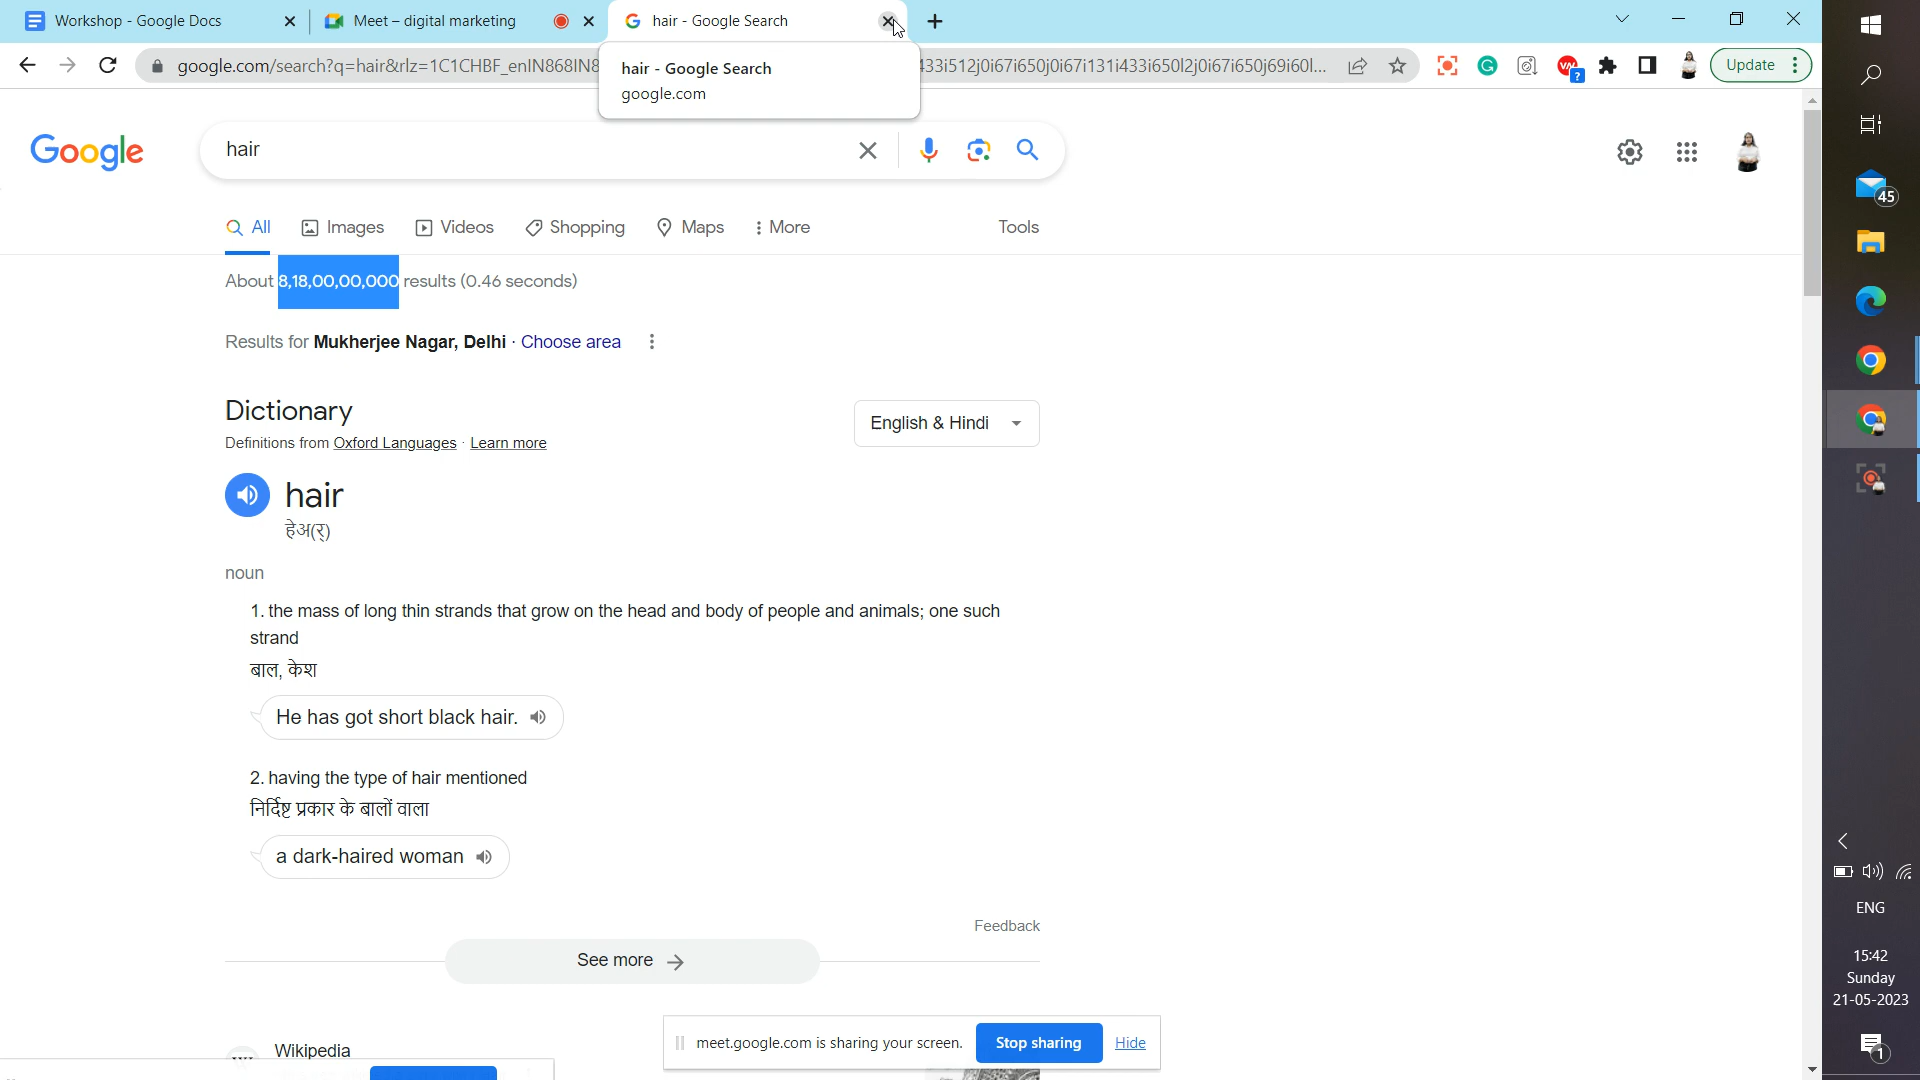 Workshop - Google Docs
Meet – digital marketing
hair - Google Search
google.com/search?q=hair&rlz=1C1CHBF_enIN868IN8
433i512j0i67i650j0i67i131i433i650l2j0i67i650j69i60l...
Update
hair - Google Search
google.com
Google
hair
All
Images
Videos
Shopping
Maps
More
Tools
About 8,18,00,00,000 results (0.46 seconds)
Results for Mukherjee Nagar, Delhi · Choose area
Dictionary
English & Hindi
Definitions from Oxford Languages · Learn more
hair
हेअ(र्)
noun
1. the mass of long thin strands that grow on the head and body of people and animals; one such
strand
बाल, केश
He has got short black hair.
2. having the type of hair mentioned
निर्दिष्ट प्रकार के बालों वाला
a dark-haired woman
Feedback
See more
Wikipedia
meet.google.com is sharing your screen.
Stop sharing
Hide
45
ENG
15:42
Sunday
21-05-2023
1